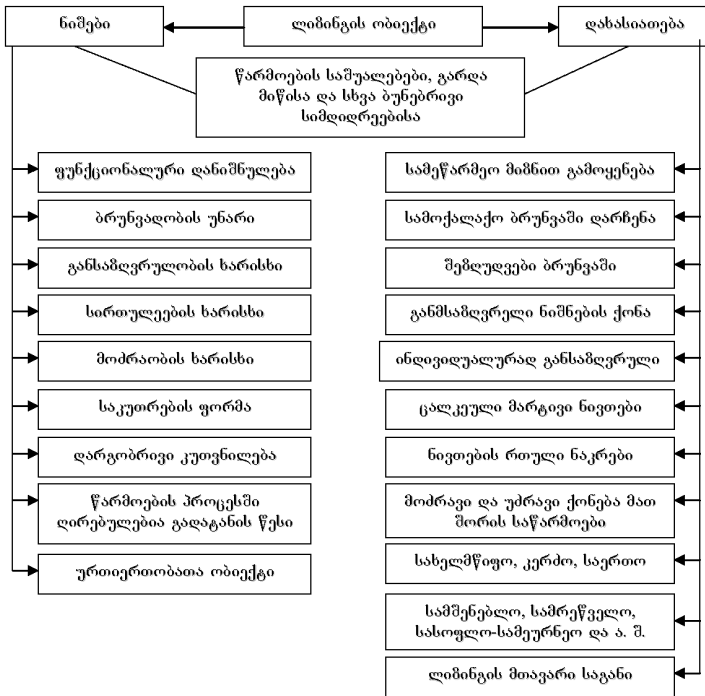 ნიშები
ლიზინგის ობიექტი
დახასიათება
წარმოების საშუალებები, გარდა
მიწისა და სხვა ბუნებრივი
სიმდიდრეებისა
ფუნქციონალური დანიშნულება
ბრუნვადობის უნარი
განსაზღვრულობის ხარისხი
სირთულეების ხარისხი
მოძრაობის ხარისხი
საკუთრების ფორმა
დარგობრივი კუთვნილება
წარმოების პროცესში
ღირებულებია გადატანის წესი
ურთიერთობათა ობიექტი
სამეწარმეო მიზნით გამოყენება
სამოქალაქო ბრუნვაში დარჩენა
შეზღუდვები ბრუნვაში
განმსაზღვრელი ნიშნების ქონა
ინდივიდუალურად განსაზღვრული
ცალკეული მარტივი ნივთები
ნივთების რთული ნაკრები
მოძრავი და უძრავი ქონება მათ
შორის საწარმოები
სახელმწიფო, კერძო, საერთო
სამშენებლო, სამრეწველო,
სასოფლო-სამეურნეო და ა. შ.
ლიზინგის მთავარი საგანი